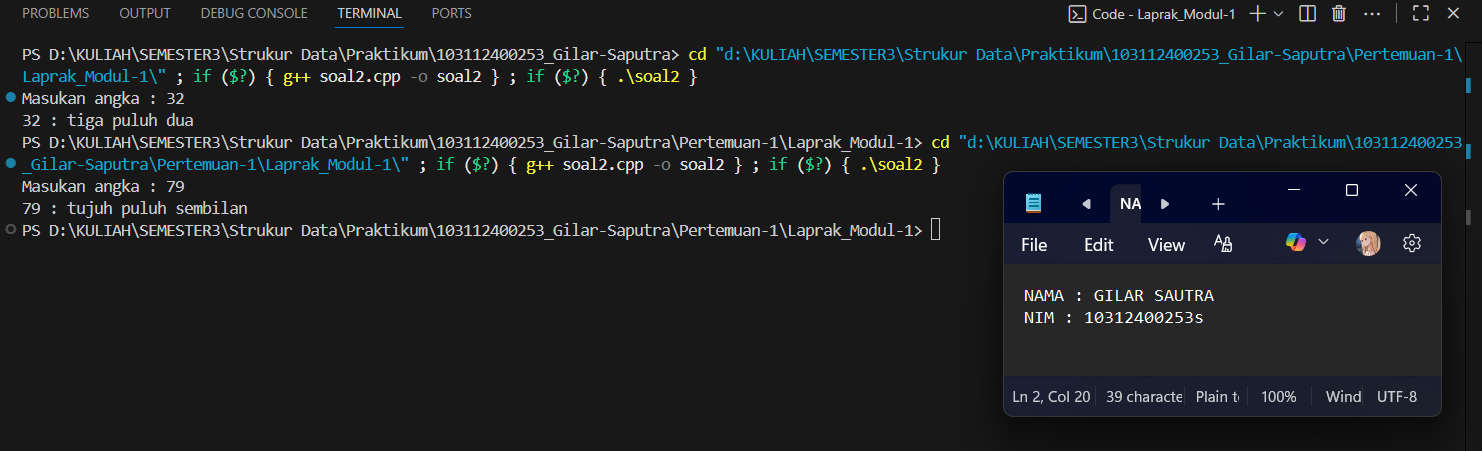 PROBLEMS OUTPUT DEBUG CONSOLE TERMINAL PORTS Code - Laprak_Modul-1
PS D:\KULIAH\SEMESTER3\Strukur Data\Praktikum\103112400253_Gilar-Saputra> cd "d:\KULIAH\SEMESTER3\Strukur Data\Praktikum\103112400253_Gilar-Saputra\Pertemuan-1\
Laprak_Modul-1\" ; if ($?) { g++ soal2.cpp -o soal2 } ; if ($?) { .\soal2 }
Masukan angka : 32
32 : tiga puluh dua
PS D:\KULIAH\SEMESTER3\Strukur Data\Praktikum\103112400253_Gilar-Saputra\Pertemuan-1\Laprak_Modul-1> cd "d:\KULIAH\SEMESTER3\Strukur Data\Praktikum\103112400253
_Gilar-Saputra\Pertemuan-1\Laprak_Modul-1\" ; if ($?) { g++ soal2.cpp -o soal2 } ; if ($?) { .\soal2 }
Masukan angka : 79
79 : tujuh puluh sembilan
PS D:\KULIAH\SEMESTER3\Strukur Data\Praktikum\103112400253_Gilar-Saputra\Pertemuan-1\Laprak_Modul-1>
NA
File Edit View
NAMA : GILAR SAUTRA
NIM : 10312400253s
Ln 2, Col 20 39 characte Plain t 100% Wind UTF-8